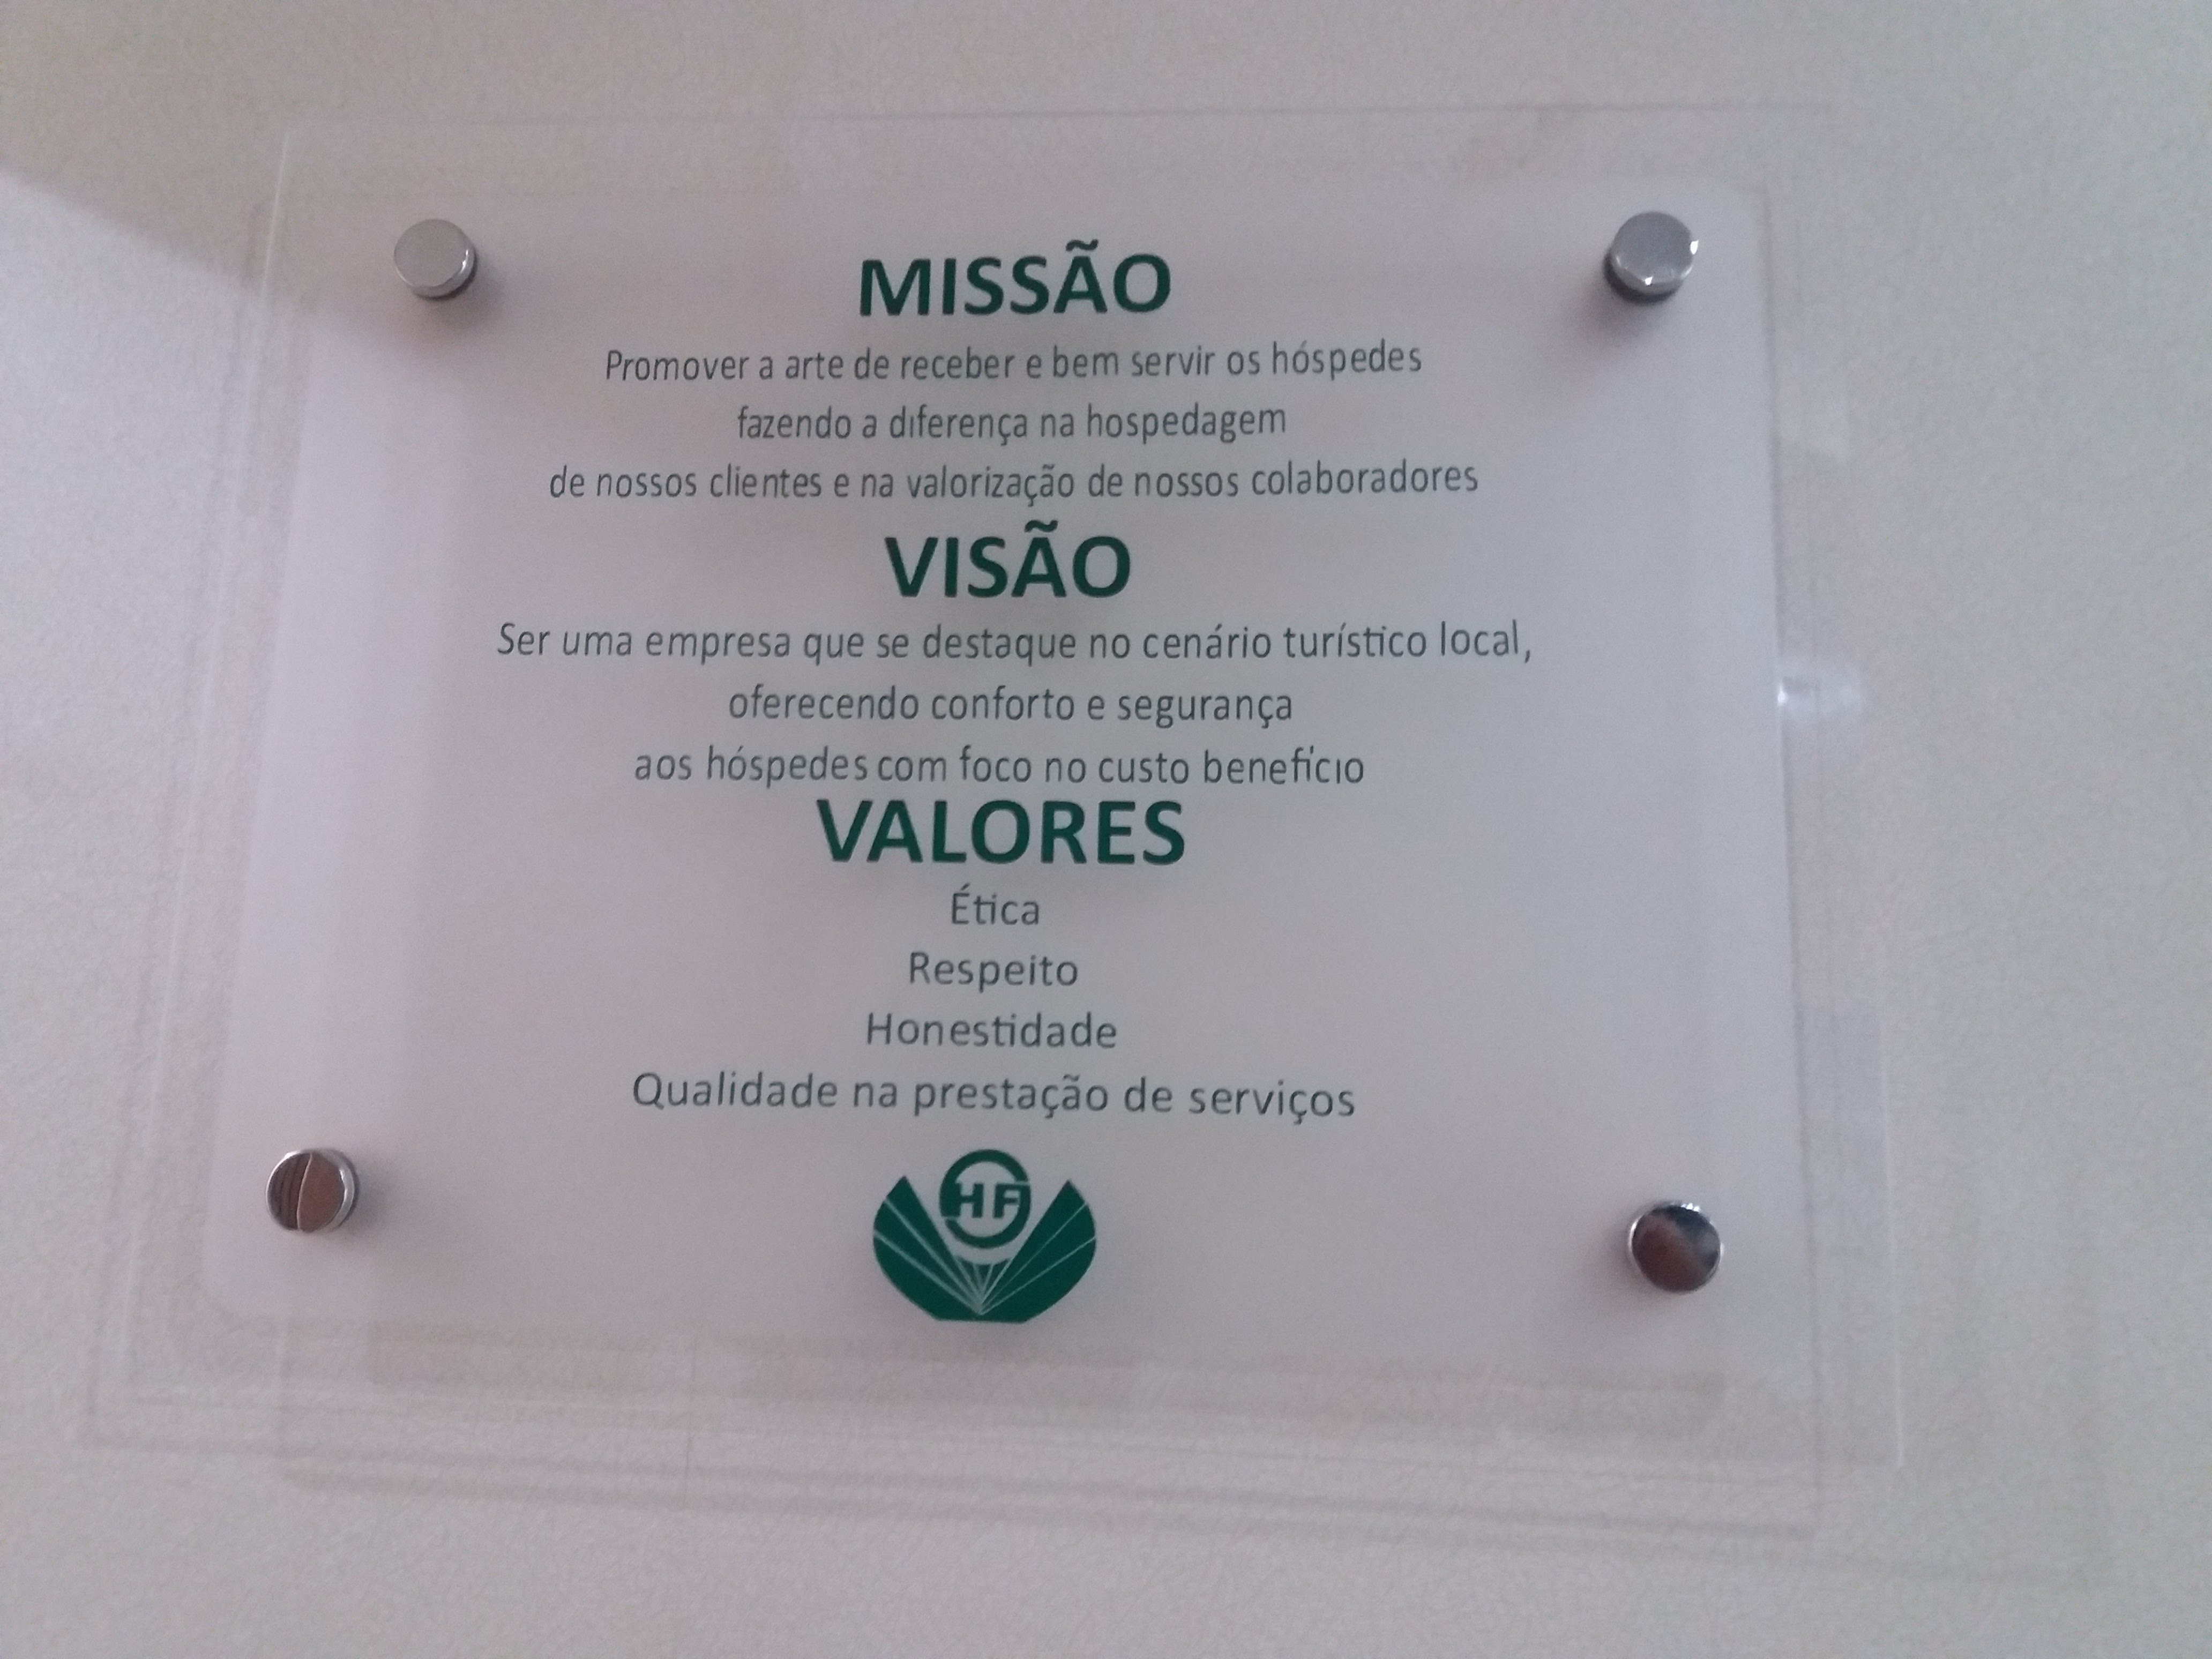 MISSÃO
Promover a arte de receber e bem servir os hóspedes
fazendo a diferença na hospedagem
de nossos clientes e na valorização de nossos colaboradores
VISÃO
Ser uma empresa que se destaque no cenário turístico local,
oferecendo conforto e segurança
aos hóspedes com foco no custo benefício
VALORES
Ética
Respeito
Honestidade
Qualidade na prestação de serviços
HF